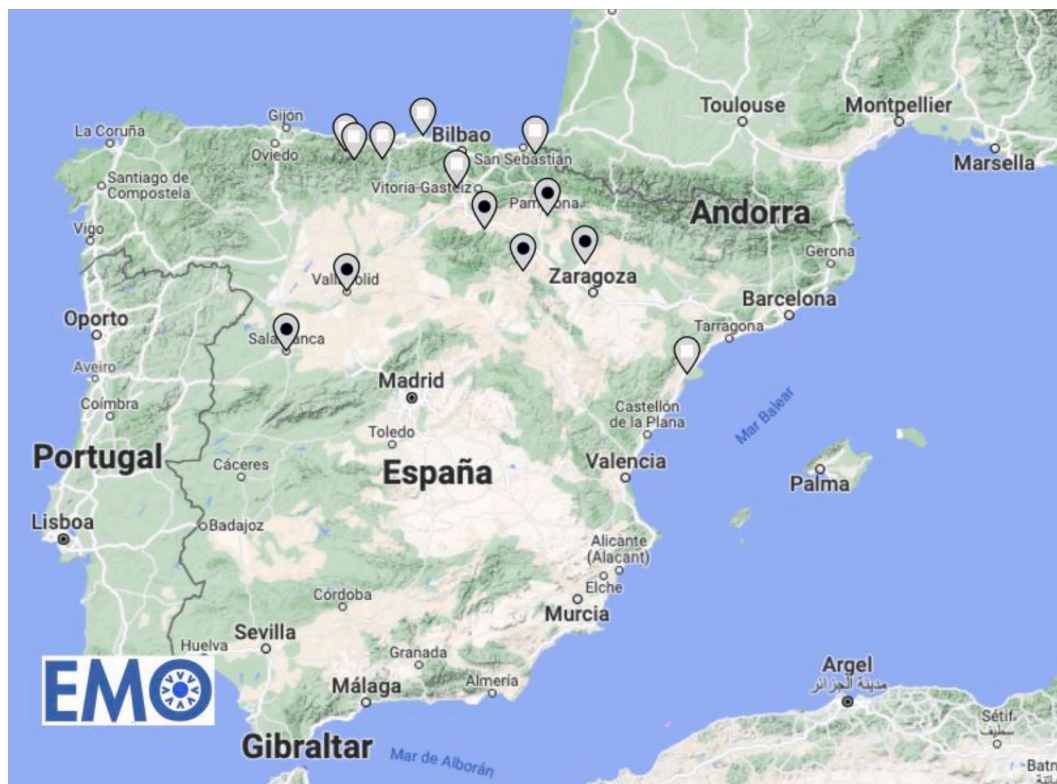 Toulouse
Montpellier
Marsella
Gijón
La Coruña
Oviedo
Bilbao
San Sebastián
Santiago de
Compostela
Vitoria-Gasteiz
Andorra
Vigo
Gerona
Zaragoza
Barcelona
Oporto
Tarragona
Aveiro
Madrid
Coímbra
Castellón
de la Plana
Mar Balear
Toledo
Portugal
España
Cáceres
Valencia
Palma
Lisboa
Badajoz
Alicante
(Alacant)
Elche
Córdoba
Murcia
Sevilla
Huelva
Granada
Almería
EMO
Málaga
Argel
مدينة الجزائر
Gibraltar
Mar de Alborán
Sétif
سطيف
Batn